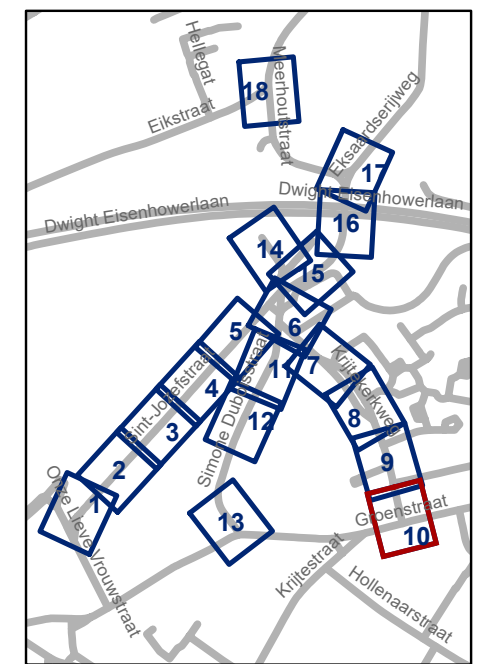 Hellegat
Meerhoutstraat
18
Eikstraat
Eksaardserijweg
17
Dwight Eisenhowerlaan
Dwight Eisenhowerlaan
16
14
15
5
6
Sint-Jozefstraat
Simone Dubo
11
7
Krijtekerkweg
4
8
3
12
2
9
1
Onze Lieve Vrouwstraat
13
Groenstraat
10
Krijtestraat
Hollenaarstraat